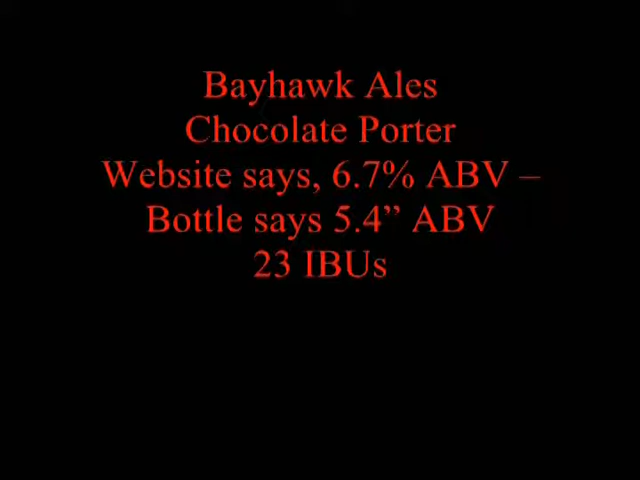 Bayhawk Ales
Chocolate Porter
Website says, 6.7% ABV –
Bottle says 5.4” ABV
23 IBUs